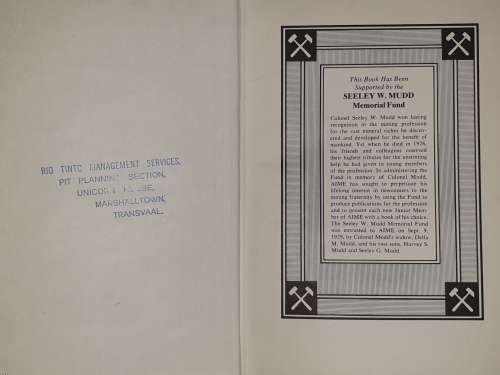 RIO TINTO MANAGEMENT SERVICES,
PIT PLANNING SECTION,
MARSHALLTOWN,
TRANSVAAL.
This Book Has Been
Supported by the
SEELEY W. MUDD
Memorial Fund
Colonel Seeley W. Mudd won lasting
recognition in the mining profession
for the vast mineral riches he discov-
ered and developed for the benefit of
mankind. Yet when he died in 1926,
his friends and colleagues reserved
their highest tributes for the unstinting
help he had given to young members
of the profession. In administering the
Fund in memory of Colonel Mudd,
AIME has sought to perpetuate his
lifelong interest in newcomers to the
mining fraternity by using the Fund to
produce publications for the profession
and to present each new Junior Mem-
ber of AIME with a book of his choice.
The Seeley W. Mudd Memorial Fund
was entrusted to AIME on Sept. 9,
1929, by Colonel Mudd's widow, Della
M. Mudd, and his two sons, Harvey S.
Mudd and Seeley G. Mudd.